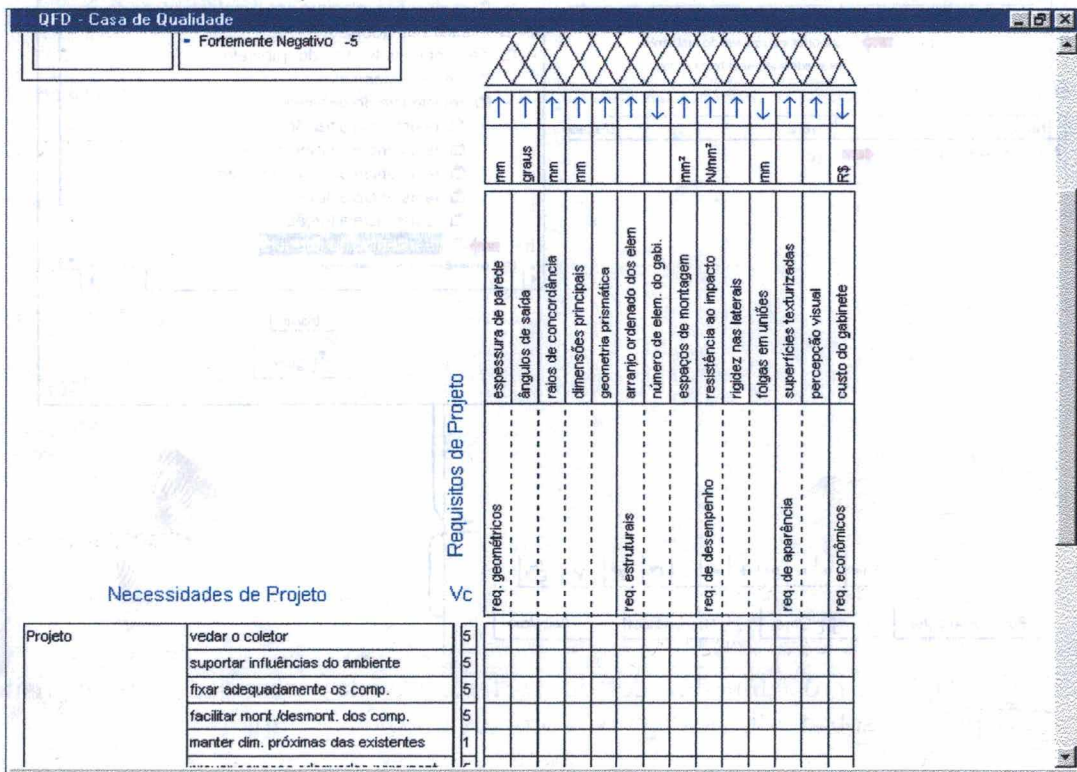 QFD - Casa de Qualidade
- Fortemente Negativo -5
↑ ↑ ↑ ↑ ↑ ↑ ↓ ↑ ↑ ↑ ↓ ↑ ↑ ↓
mm
graus
mm
mm
mm²
N/mm²
mm
R$
espessura de parede
ângulos de saída
raios de concordância
dimensões principais
geometria prismática
arranjo ordenado dos elem
número de elem. do gabi.
espaços de montagem
resistência ao impacto
rigidez nas laterais
folgas em uniões
superfícies texturizadas
percepção visual
custo do gabinete
Requisitos de Projeto
req. geométricos
req. estruturais
req. de desempenho
req. de aparência
req. econômicos
Necessidades de Projeto Vc
Projeto vedar o coletor 5
suportar influências do ambiente 5
fixar adequadamente os comp. 5
facilitar mont./desmont. dos comp. 5
manter dim. próximas das existentes 1